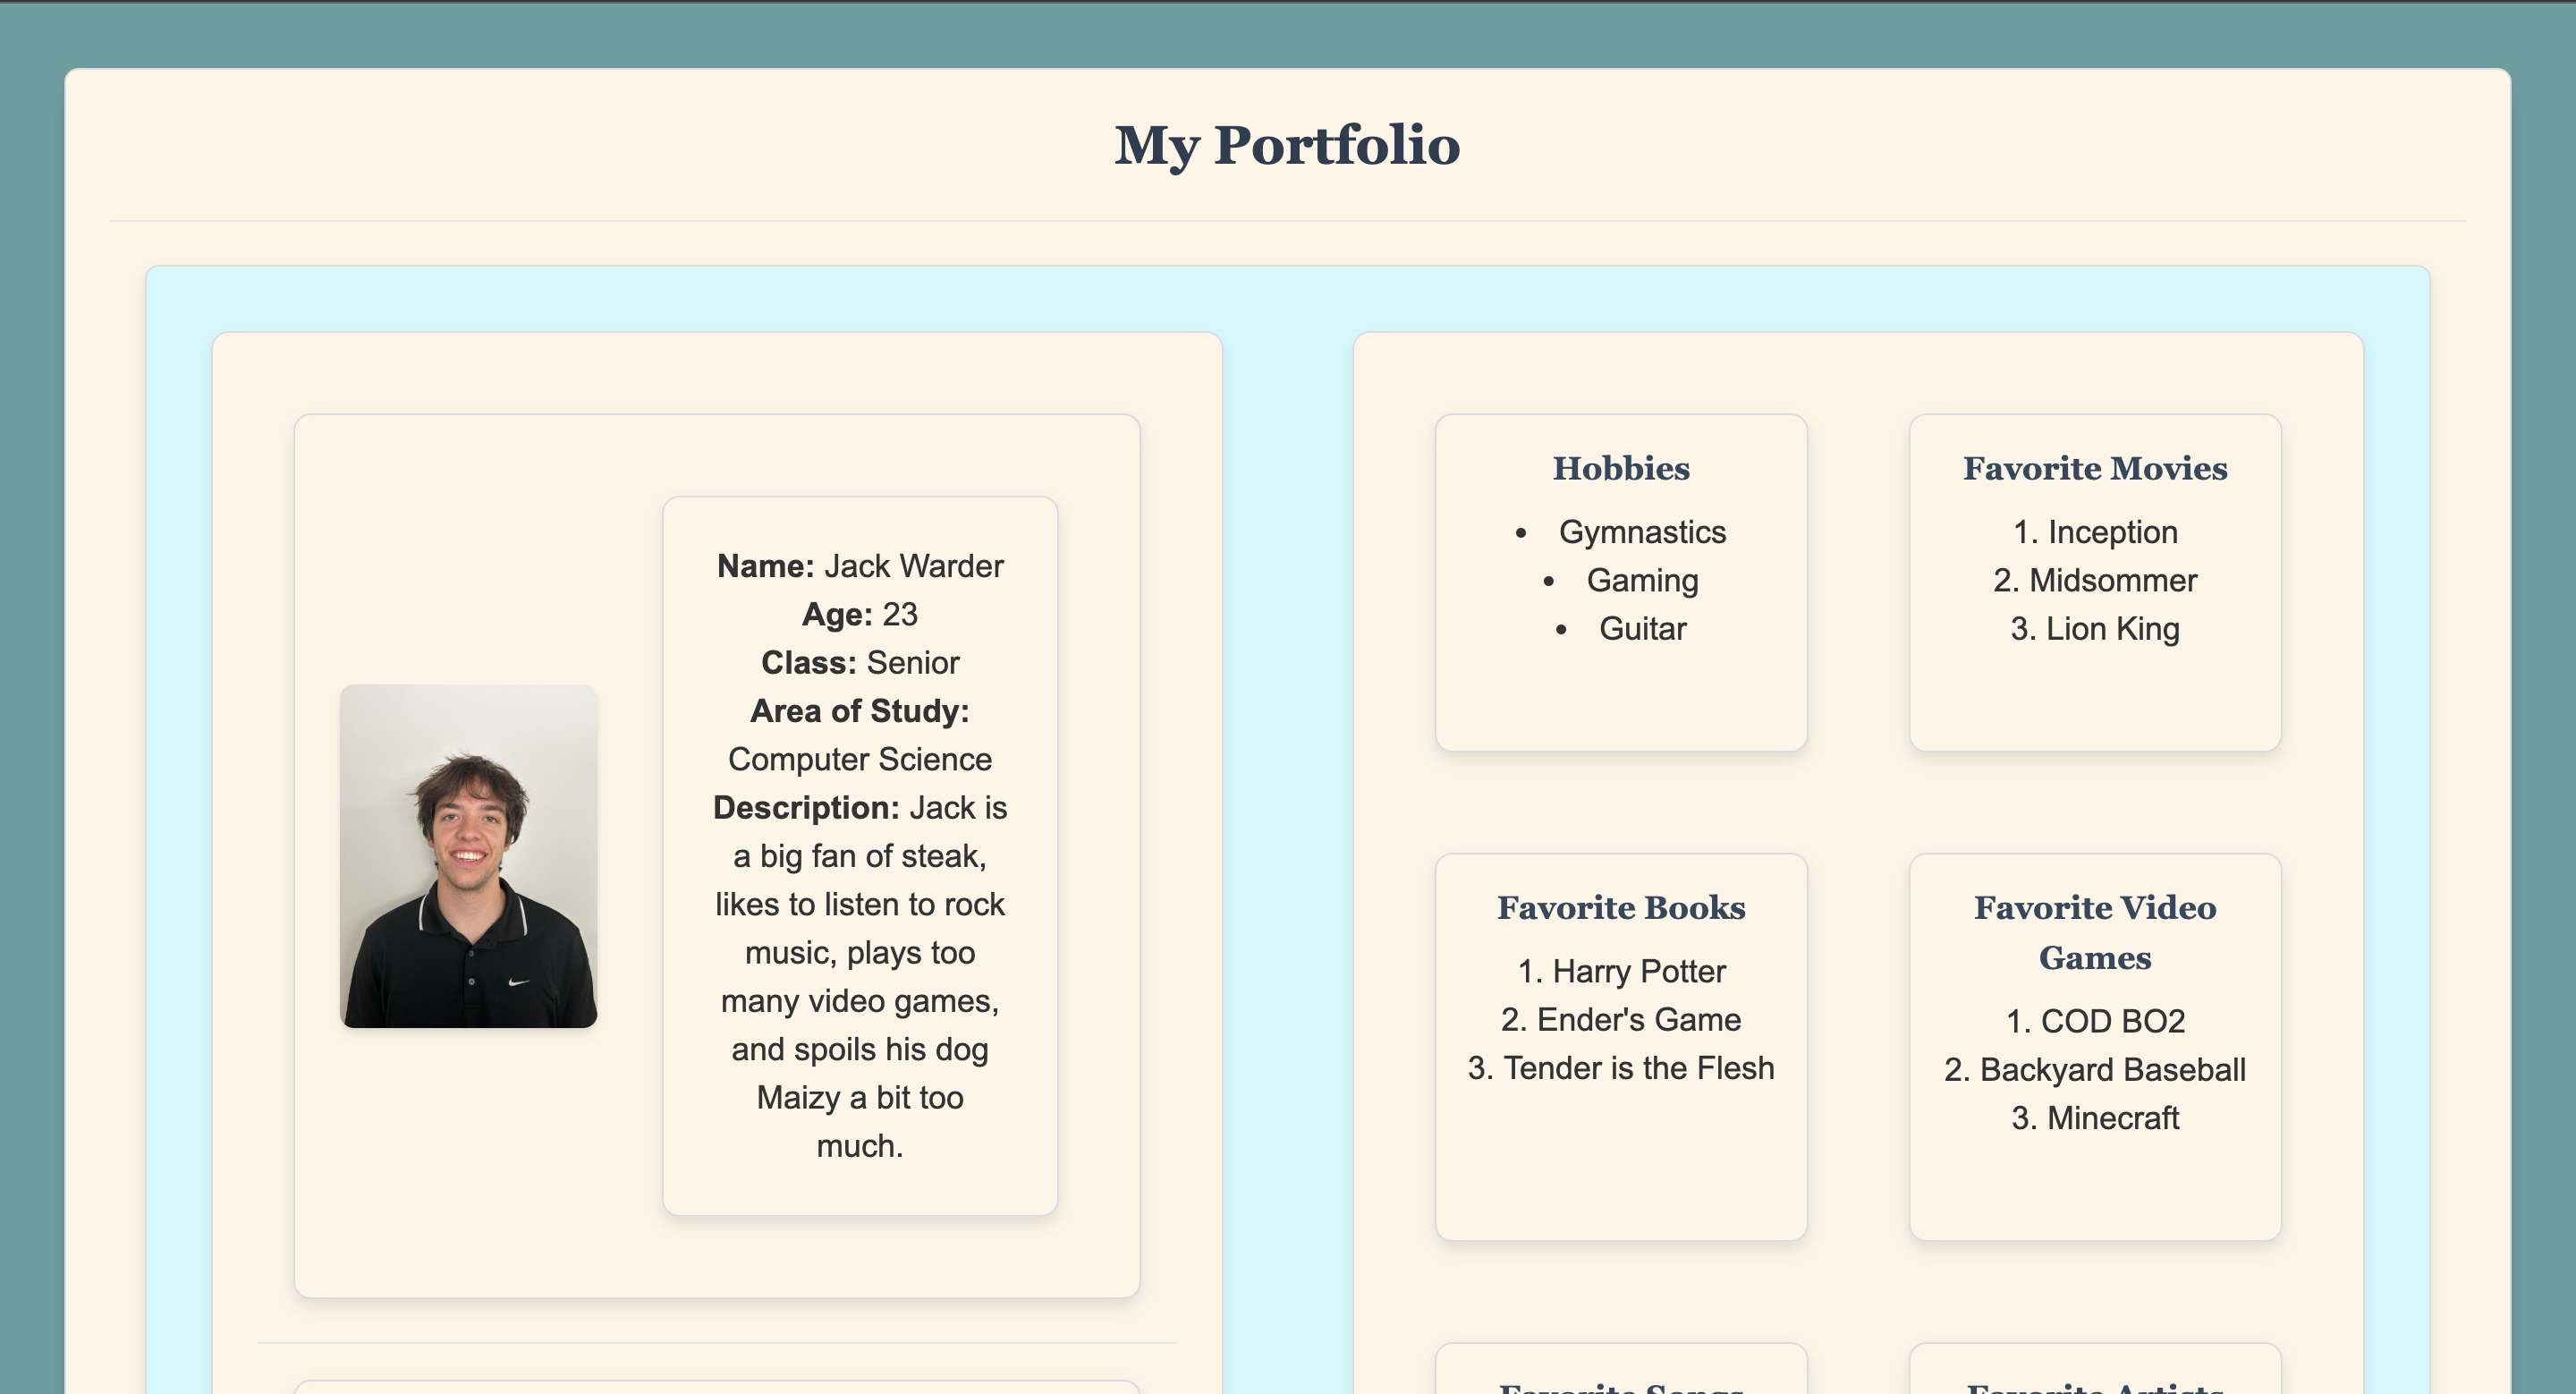 My Portfolio
Name: Jack Warder
Age: 23
Class: Senior
Area of Study:
Computer Science
Description: Jack is
a big fan of steak,
likes to listen to rock
music, plays too
many video games,
and spoils his dog
Maizy a bit too
much.
Hobbies
• Gymnastics
• Gaming
• Guitar
Favorite Movies
1. Inception
2. Midsommer
3. Lion King
Favorite Books
1. Harry Potter
2. Ender's Game
3. Tender is the Flesh
Favorite Video
Games
1. COD BO2
2. Backyard Baseball
3. Minecraft
Favorite Songs
Favorite Artists